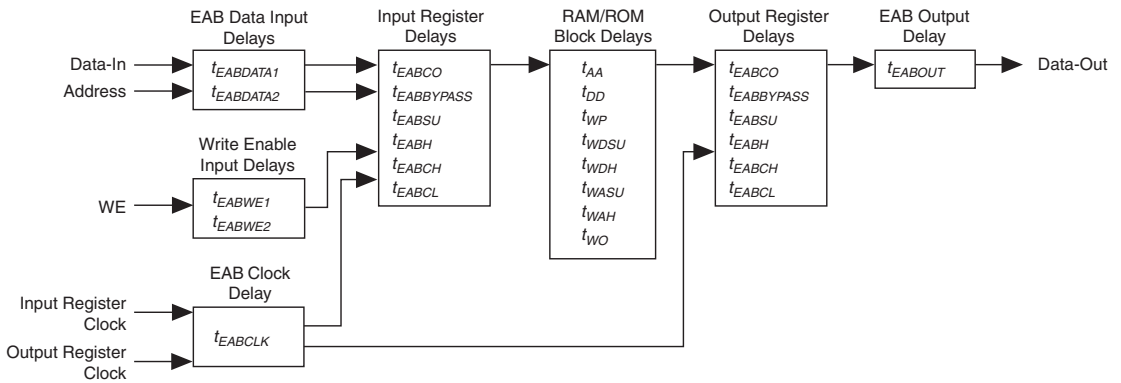 EAB Data Input
Delays
Input Register
Delays
RAM/ROM
Block Delays
Output Register
Delays
EAB Output
Delay
Data-In
Address
tEABDATA1
tEABDATA2
tEABCO
tEABBYPASS
tEABSU
tEABH
tEABCH
tEABCL
tAA
tDD
tWP
tWDSU
tWDH
tWASU
tWAH
tWO
tEABCO
tEABBYPASS
tEABSU
tEABH
tEABCH
tEABCL
tEABOUT
Data-Out
Write Enable
Input Delays
WE
tEABWE1
tEABWE2
EAB Clock
Delay
Input Register
Clock
tEABCLK
Output Register
Clock